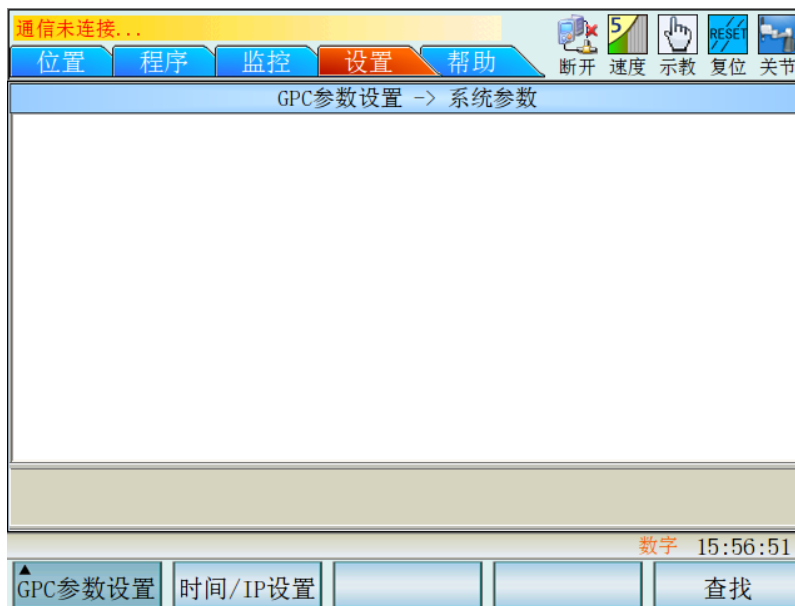 通信未连接...
位置 程序 监控 设置 帮助
5 RESET
断开 速度 示教 复位 关节
GPC参数设置 -> 系统参数
数字 15:56:51
GPC参数设置 时间/IP设置 查找